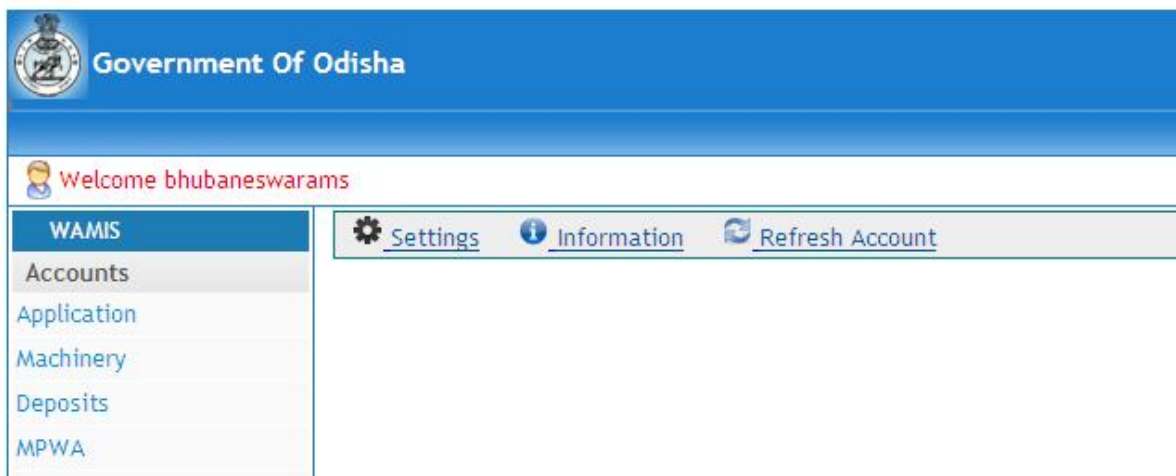 Government Of Odisha
Welcome bhubaneswarams
WAMIS
Settings Information Refresh Account
Accounts
Application
Machinery
Deposits
MPWA